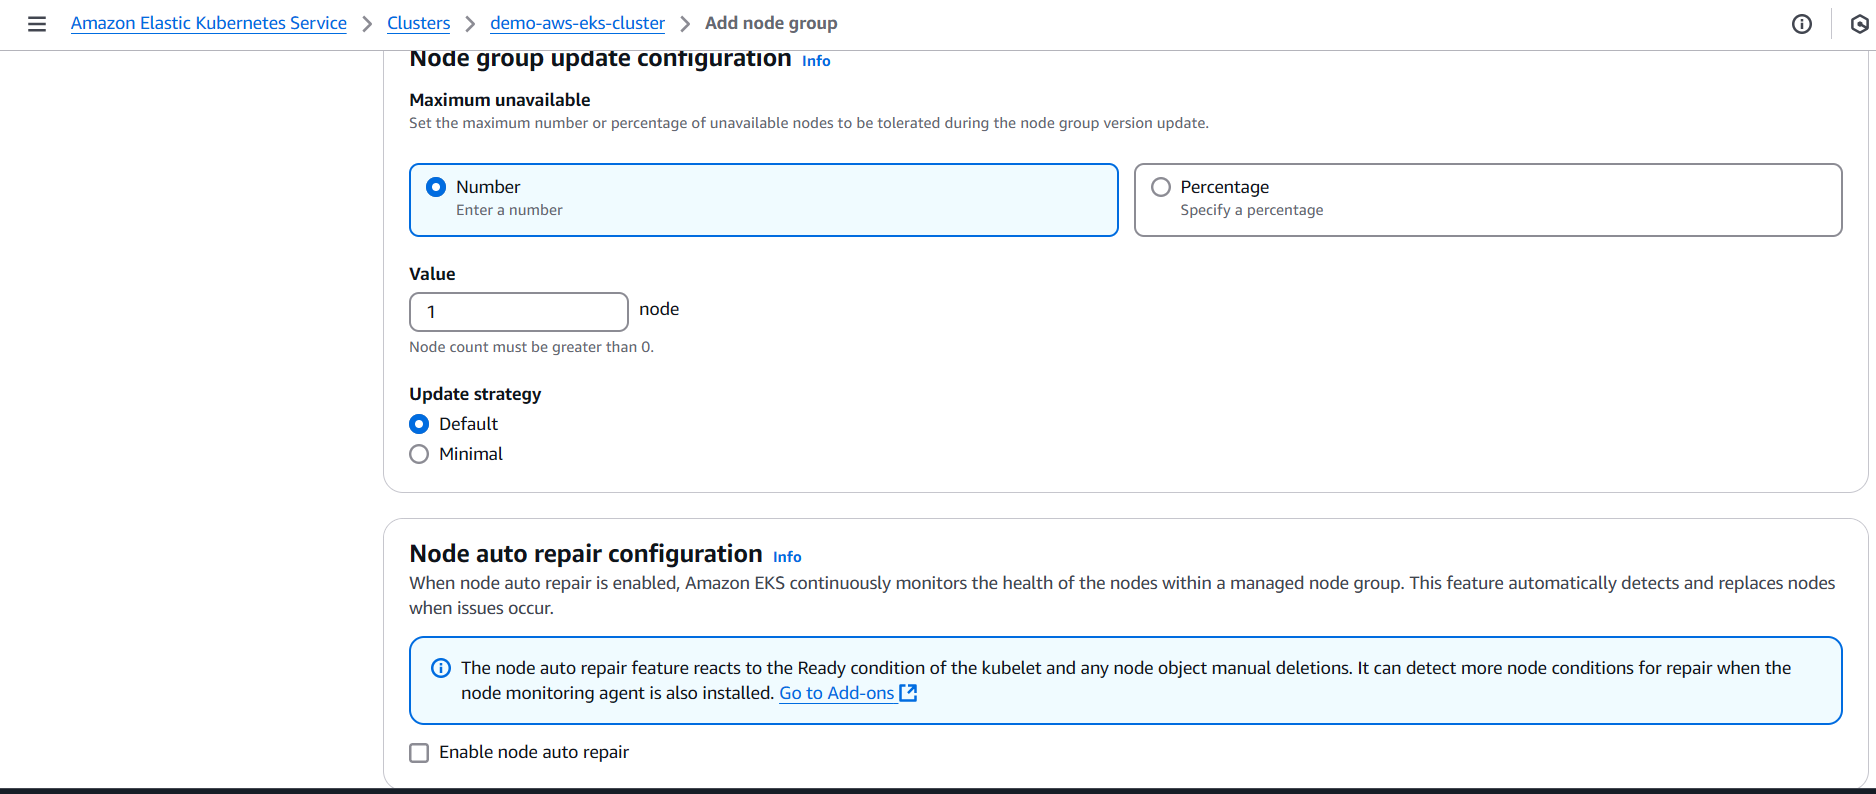 Amazon Elastic Kubernetes Service > Clusters > demo-aws-eks-cluster > Add node group
Node group update configuration Info
Maximum unavailable
Set the maximum number or percentage of unavailable nodes to be tolerated during the node group version update.
Number
Enter a number
Percentage
Specify a percentage
Value
1 node
Node count must be greater than 0.
Update strategy
Default
Minimal
Node auto repair configuration Info
When node auto repair is enabled, Amazon EKS continuously monitors the health of the nodes within a managed node group. This feature automatically detects and replaces nodes
when issues occur.
The node auto repair feature reacts to the Ready condition of the kubelet and any node object manual deletions. It can detect more node conditions for repair when the
node monitoring agent is also installed. Go to Add-ons
Enable node auto repair